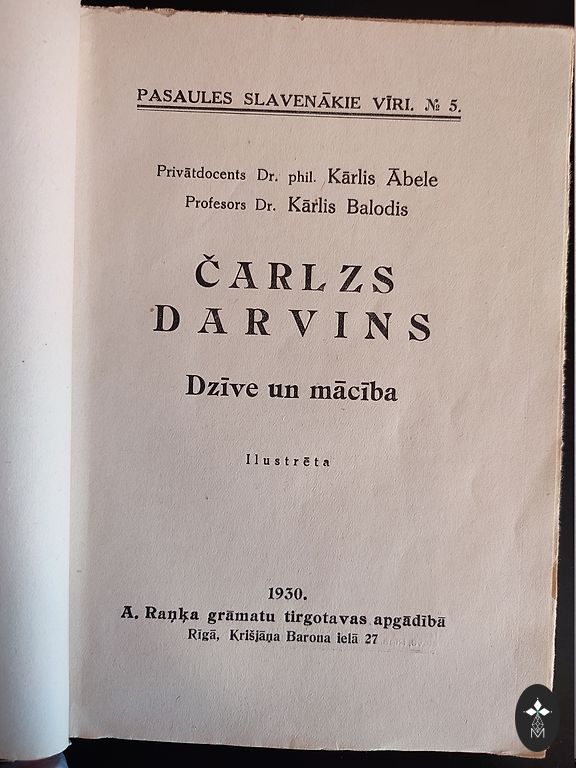 PASAULES SLAVENĀKIE VĪRI. № 5.
Privātdocents Dr. phil. Kārlis Ābele
Profesors Dr. Kārlis Balodis
ČARLZS
DARVINS
Dzīve un mācība
Ilustrēta
1930.
A. Raņķa grāmatu tirgotavas apgādībā
Rīgā, Krišjāņa Barona ielā 27
M